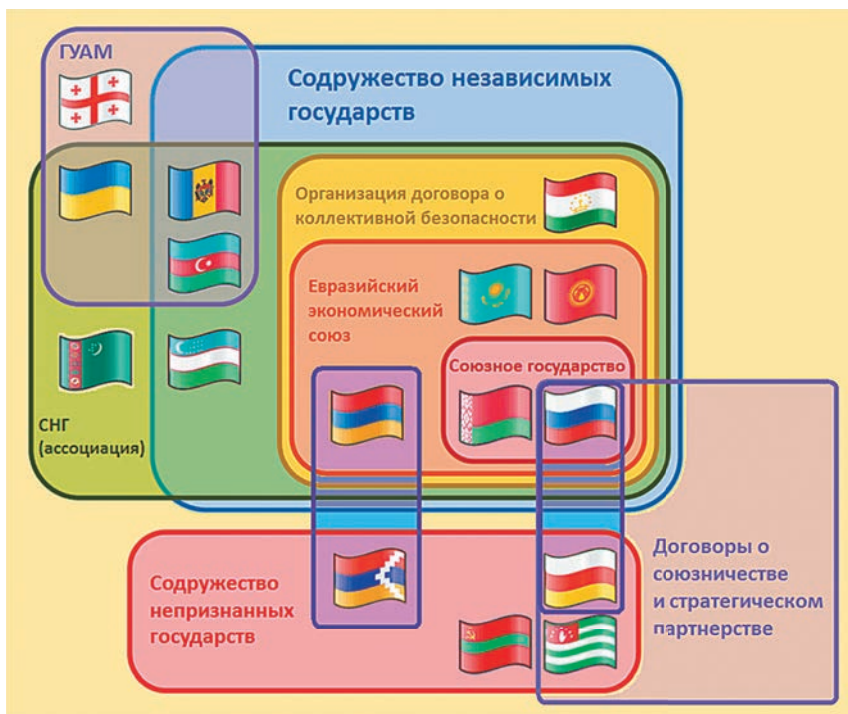 ГУАМ
Содружество независимых
государств
Организация договора о
коллективной безопасности
Евразийский
экономический
союз
Союзное государство
СНГ
(ассоциация)
Содружество
непризнанных
государств
Договоры о
союзничестве
и стратегическом
партнерстве